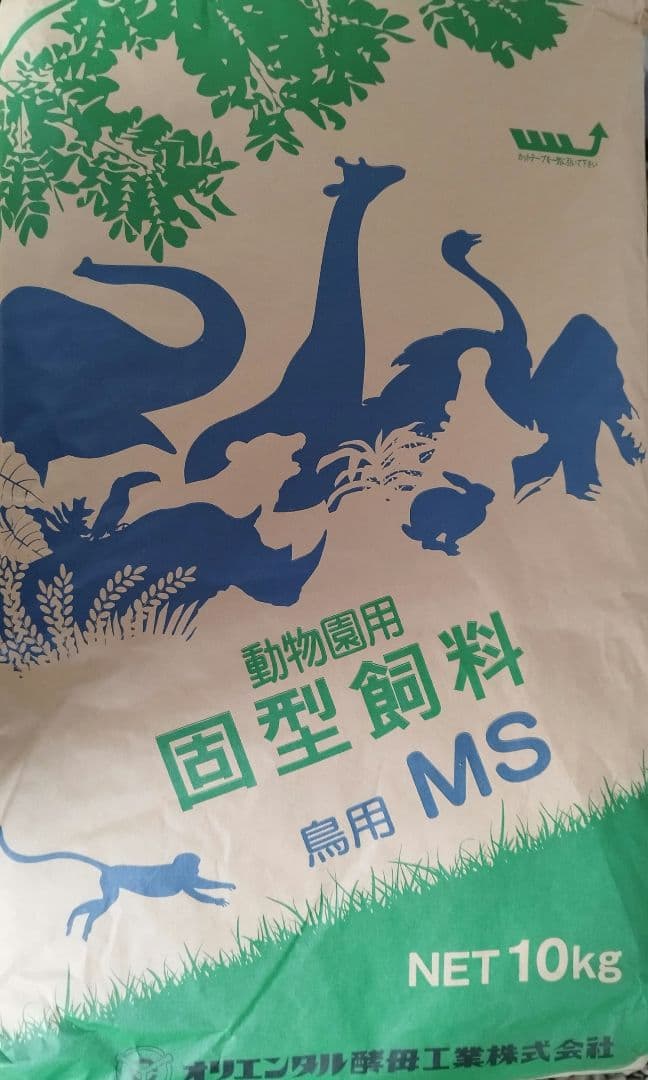 カットテープを一気に引いて下さい
動物園用
固型飼料
鳥用 MS
NET 10kg
オリエンタル酵母工業株式会社